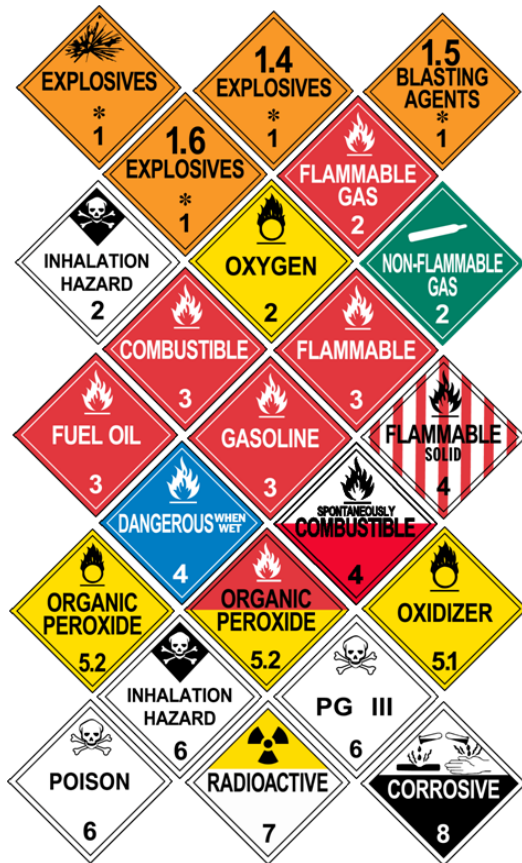 EXPLOSIVES
*
1
1.4
EXPLOSIVES
*
1
1.5
BLASTING
AGENTS
*
1
1.6
EXPLOSIVES
*
1
FLAMMABLE
GAS
2
INHALATION
HAZARD
2
OXYGEN
2
NON-FLAMMABLE
GAS
2
COMBUSTIBLE
3
FLAMMABLE
3
FUEL OIL
3
GASOLINE
3
FLAMMABLE
SOLID
4
DANGEROUS WHEN WET
4
SPONTANEOUSLY
COMBUSTIBLE
4
ORGANIC
PEROXIDE
5.2
ORGANIC
PEROXIDE
5.2
OXIDIZER
5.1
INHALATION
HAZARD
6
PG III
6
POISON
6
RADIOACTIVE
7
CORROSIVE
8